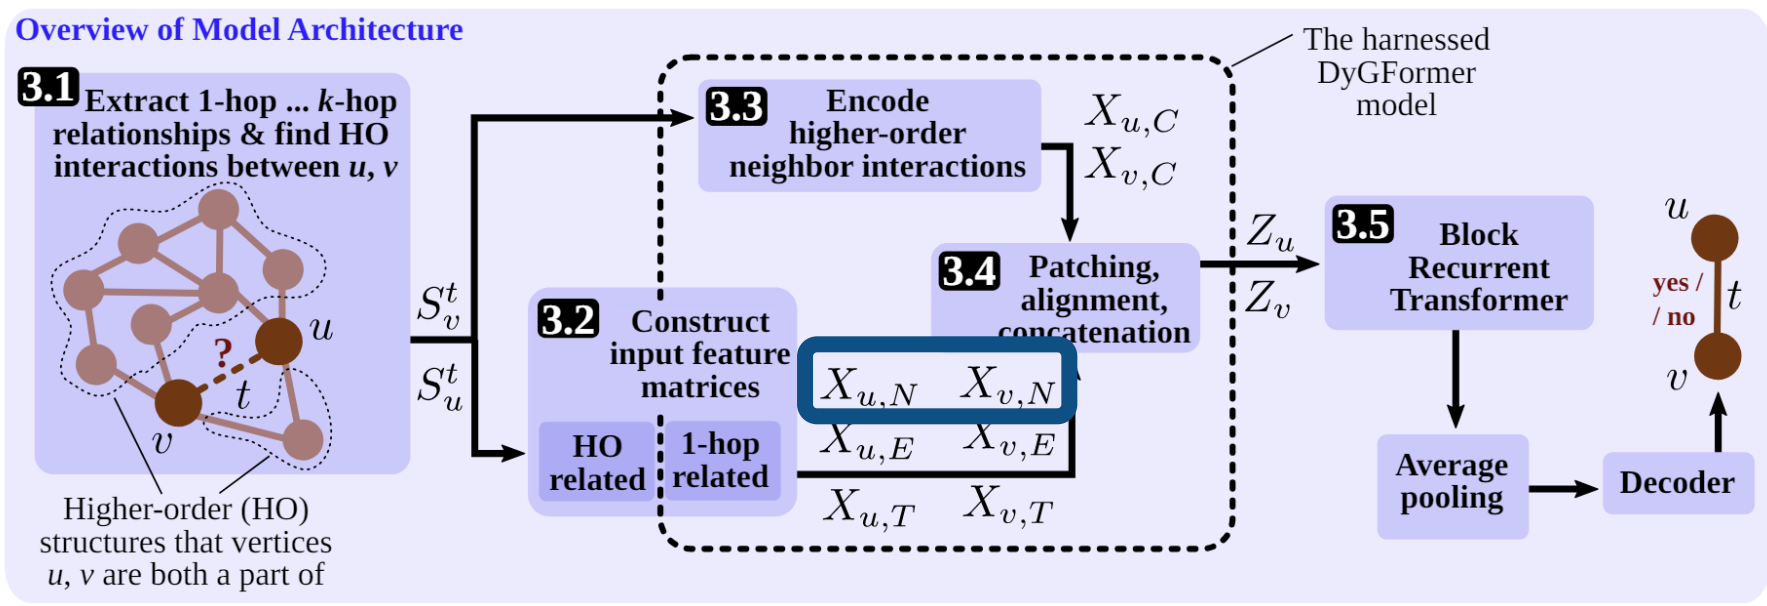 Overview of Model Architecture
3.1
Extract 1-hop ... k-hop
relationships & find HO
interactions between u, v
u
?
t
v
Higher-order (HO)
structures that vertices
u, v are both a part of
S_v^t
S_u^t
3.3
Encode
higher-order
neighbor interactions
X_{u,C}
X_{v,C}
The harnessed
DyGFormer
model
3.2
Construct
input feature
matrices
HO
related
1-hop
related
3.4
Patching,
alignment,
concatenation
X_{u,N} X_{v,N}
X_{u,E} X_{v,E}
X_{u,T} X_{v,T}
Z_u
Z_v
3.5
Block
Recurrent
Transformer
Average
pooling
Decoder
u
yes /
/ no
t
v